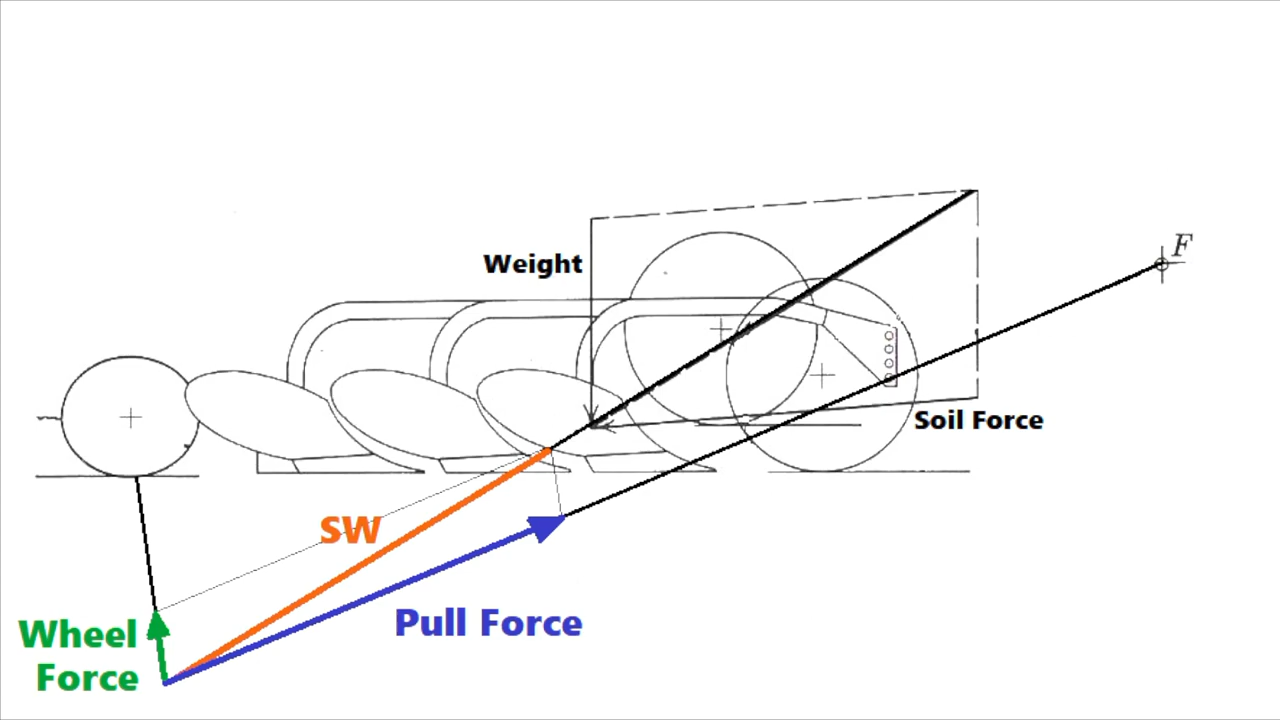 F
Weight
Soil Force
SW
Pull Force
Wheel
Force